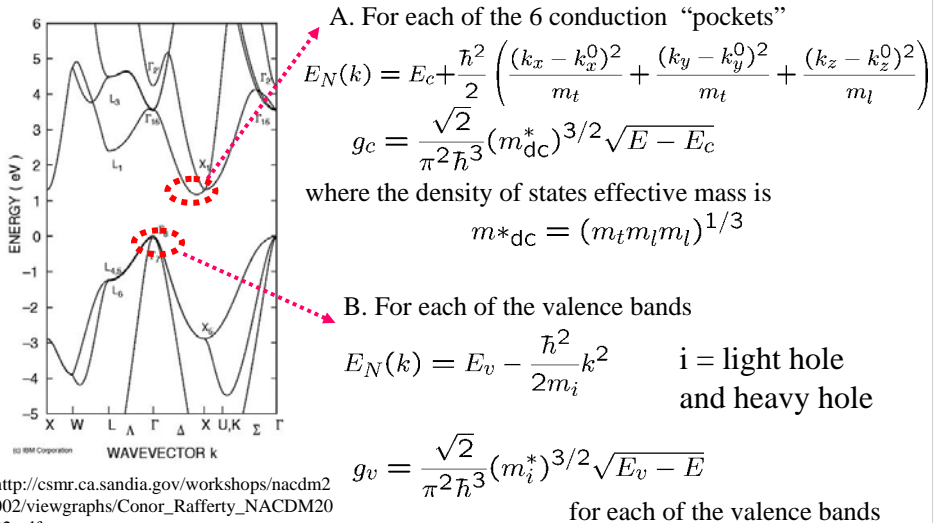 A. For each of the 6 conduction “pockets”
E_N(k) = E_c + ħ²/2 ( (k_x − k_x^0)²/m_t + (k_y − k_y^0)²/m_t + (k_z − k_z^0)²/m_l )
g_c = √2/(π²ħ³) (m*_dc)^{3/2} √(E − E_c)
where the density of states effective mass is
m*dc = (m_t m_l m_l)^{1/3}
B. For each of the valence bands
E_N(k) = E_v − ħ²/(2m_i) k²
i = light hole
and heavy hole
g_v = √2/(π²ħ³) (m_i^*)^{3/2} √(E_v − E)
for each of the valence bands
ENERGY ( eV )
6
5
4
3
2
1
0
−1
−2
−3
−4
−5
Γ2'
L3
Γ15
Γ2'
Γ15
L1
X1
L4,5
L6
X5
X W L Λ Γ Δ X U,K Σ Γ
(c) IBM Corporation
WAVEVECTOR k
http://csmr.ca.sandia.gov/workshops/nacdm2
002/viewgraphs/Conor_Rafferty_NACDM20